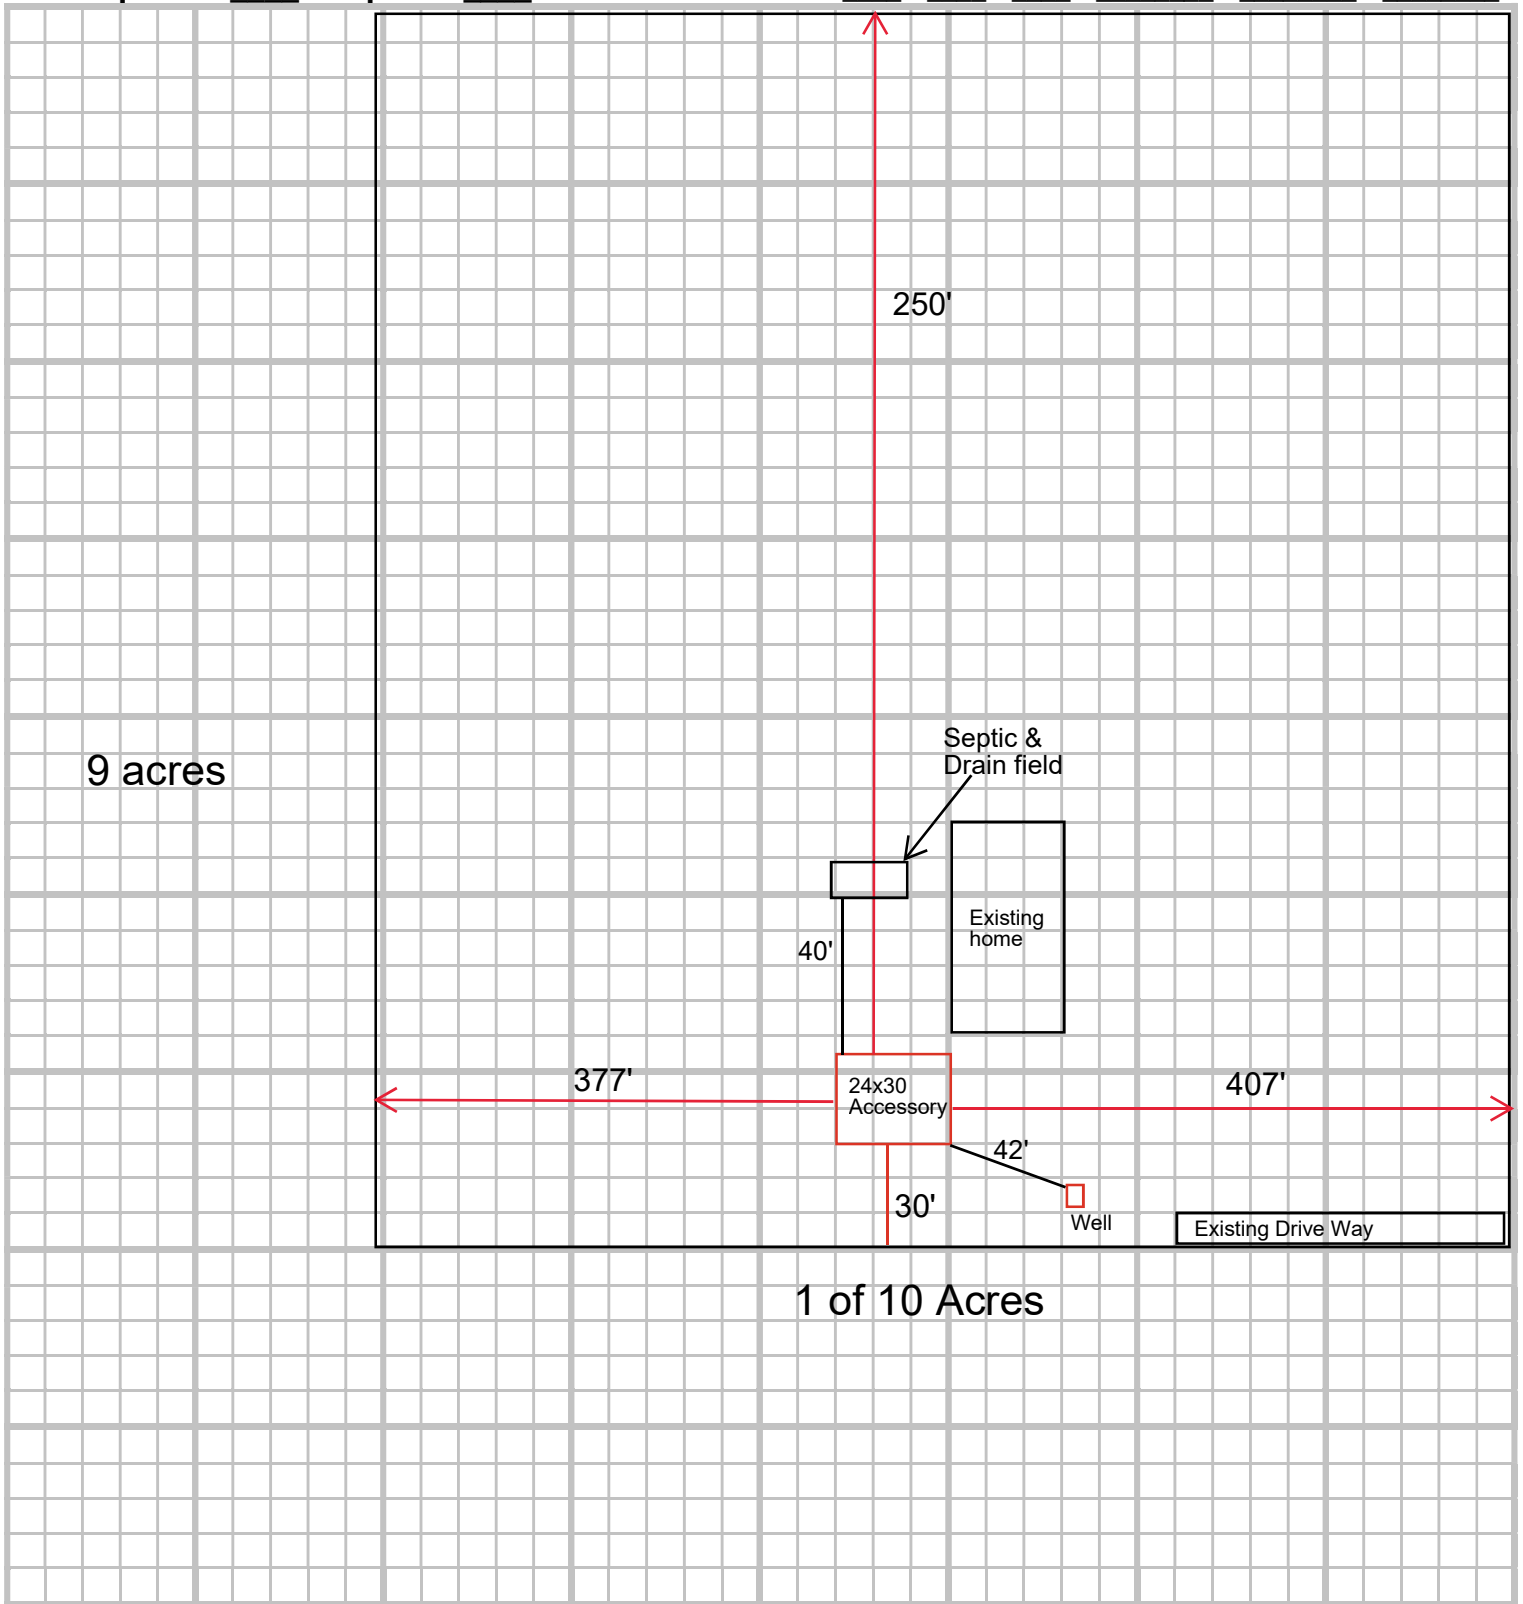 250'
Septic &
Drain field
9 acres
Existing
home
40'
377'
24x30
Accessory
407'
42'
30'
Well
Existing Drive Way
1 of 10 Acres